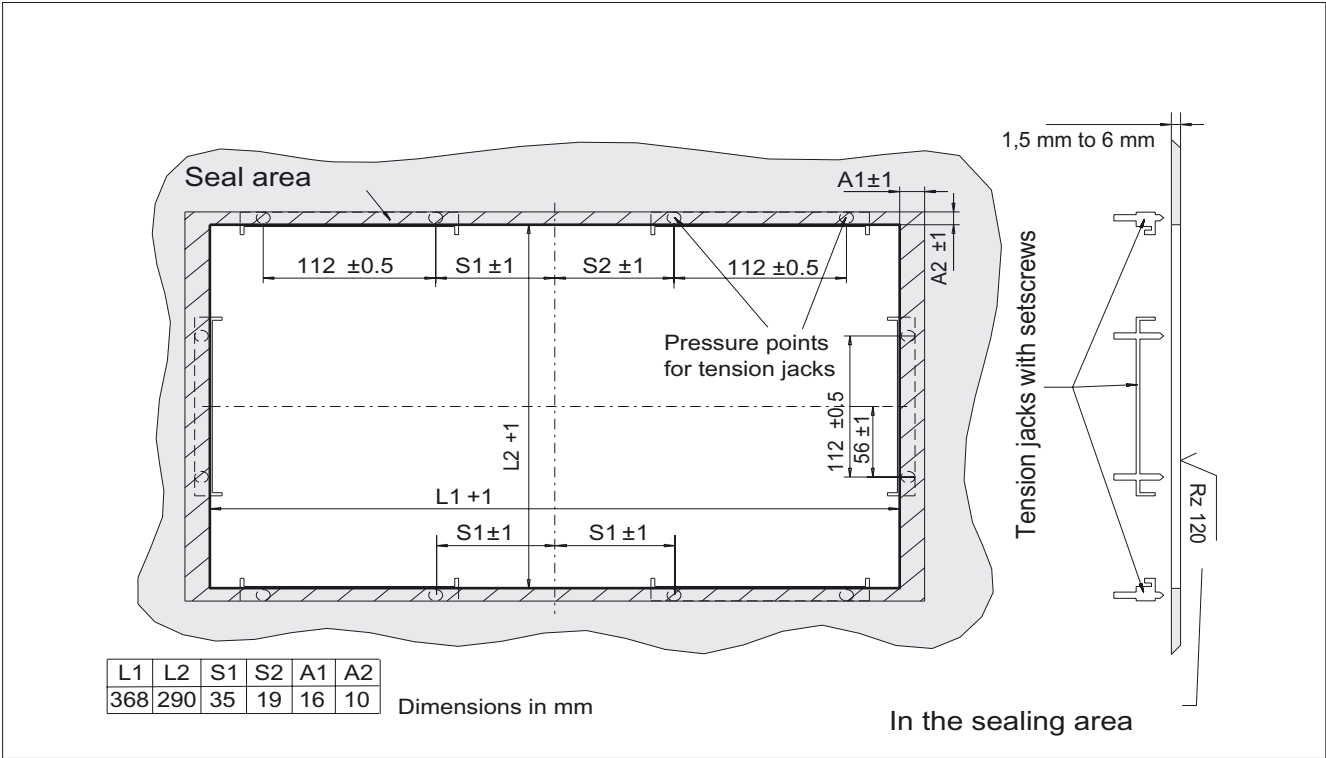 1,5 mm to 6 mm
Seal area
A1±1
A2 ±1
112 ±0.5
S1 ±1
S2 ±1
112 ±0.5
Pressure points
for tension jacks
Tension jacks with setscrews
112 ±0.5
56 ±1
L2 +1
L1 +1
Rz 120
S1±1
S1 ±1
L1 L2 S1 S2 A1 A2
368 290 35 19 16 10
Dimensions in mm
In the sealing area